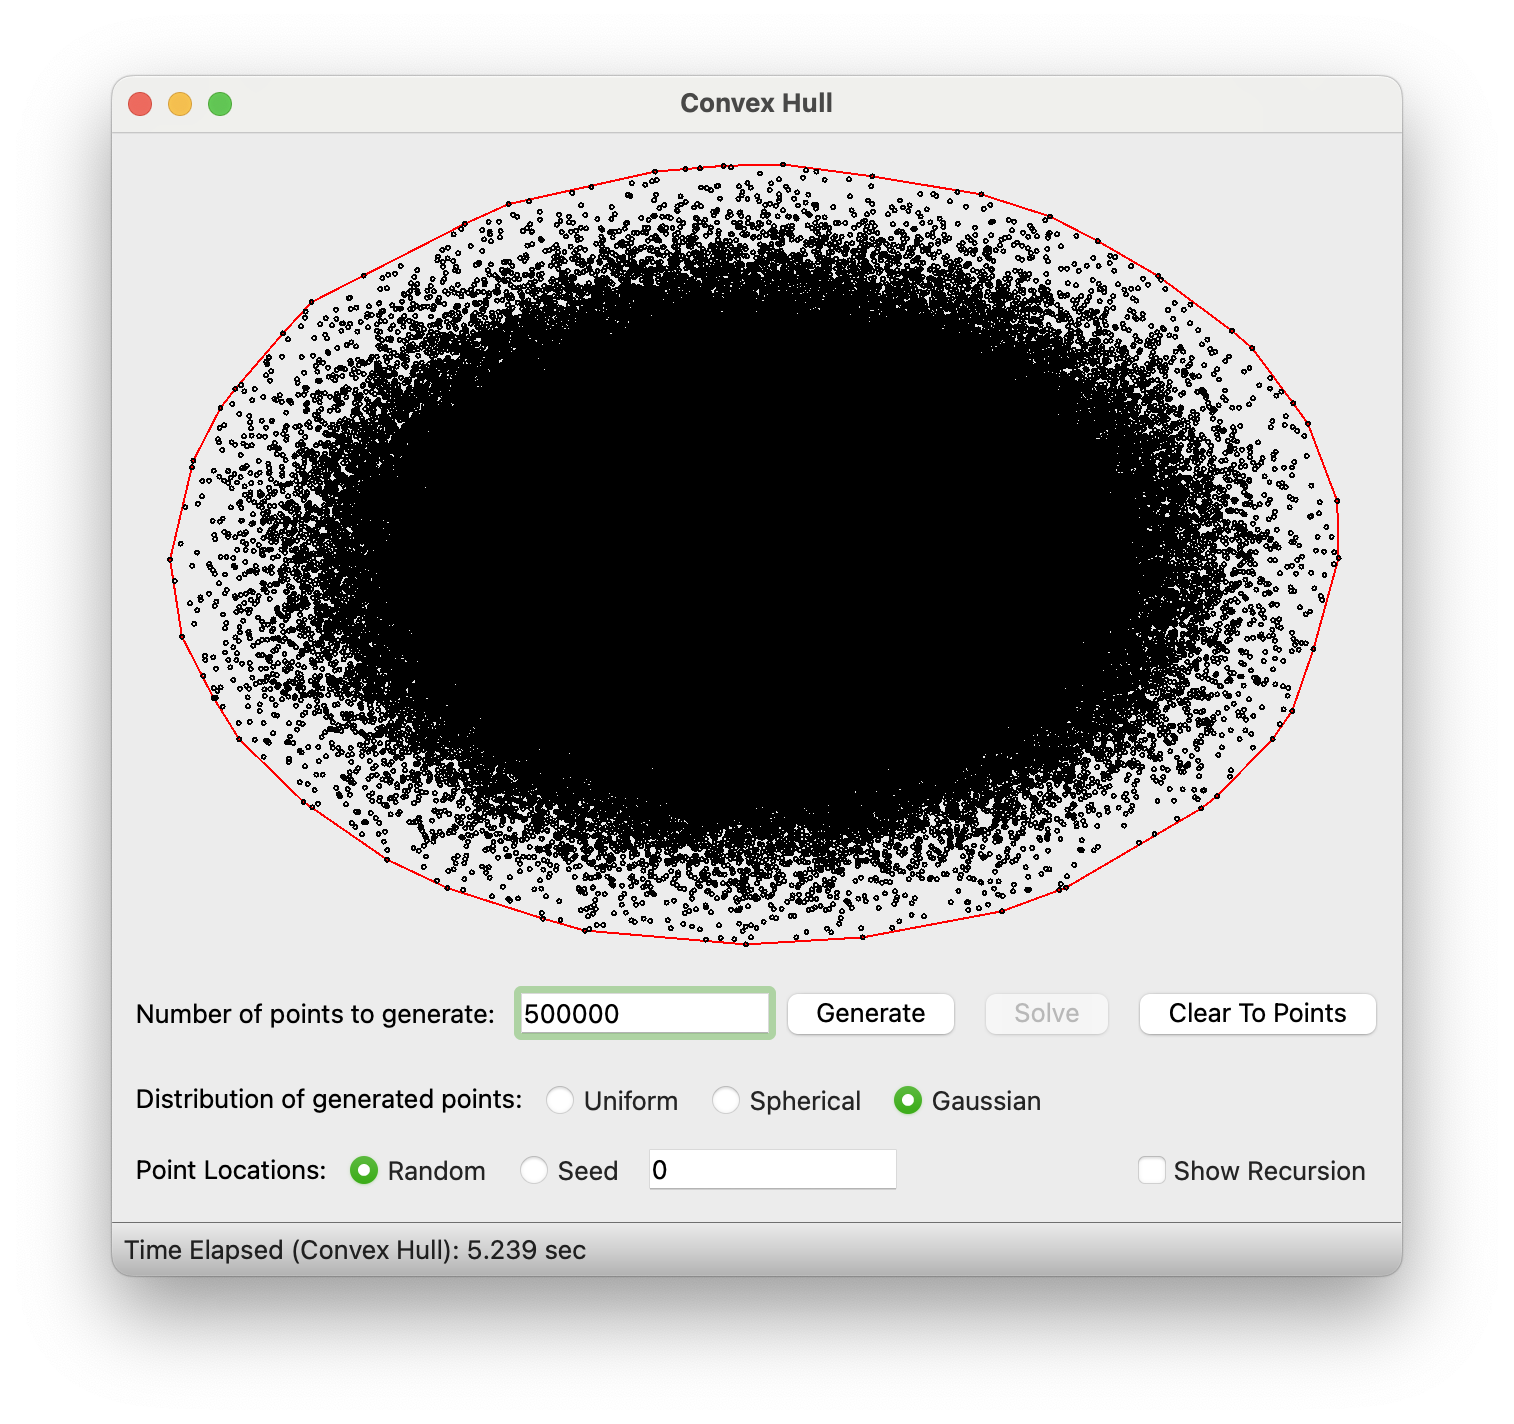 Convex Hull
Number of points to generate: 500000 Generate Solve Clear To Points
Distribution of generated points: Uniform Spherical Gaussian
Point Locations: Random Seed 0 Show Recursion
Time Elapsed (Convex Hull): 5.239 sec